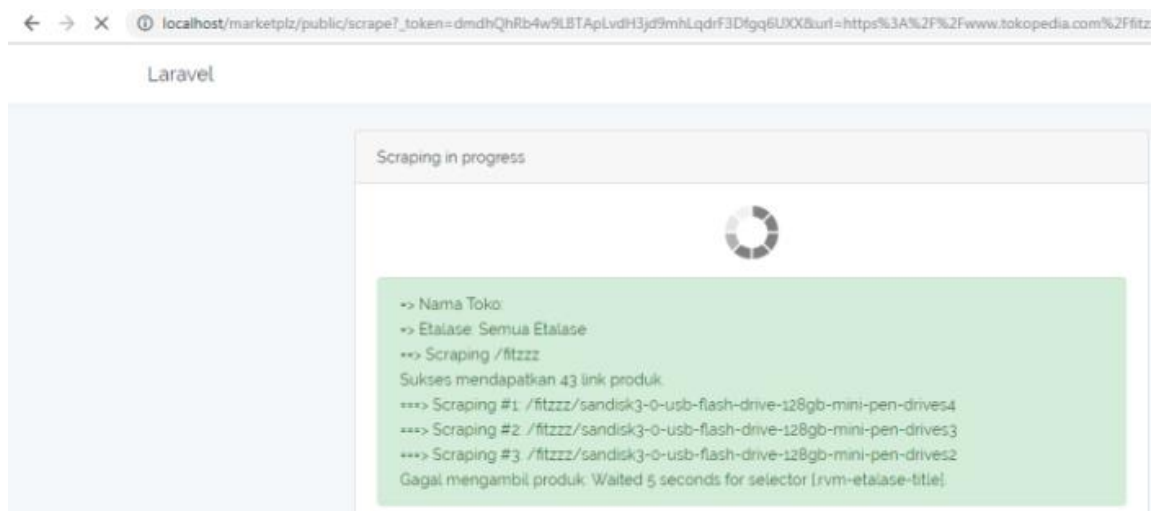 localhost/marketplz/public/scrape?_token=dmdhQhRb4w9LBTApLvdH3jd9mhLqdrF3Dfgq6UXX&url=https%3A%2F%2Fwww.tokopedia.com%2Ffitz
Laravel
Scraping in progress
=> Nama Toko:
=> Etalase: Semua Etalase
==> Scraping /fitzzz
Sukses mendapatkan 43 link produk.
===> Scraping #1: /fitzzz/sandisk3-0-usb-flash-drive-128gb-mini-pen-drives4
===> Scraping #2: /fitzzz/sandisk3-0-usb-flash-drive-128gb-mini-pen-drives3
===> Scraping #3: /fitzzz/sandisk3-0-usb-flash-drive-128gb-mini-pen-drives2
Gagal mengambil produk: Waited 5 seconds for selector [.rvm-etalase-title].